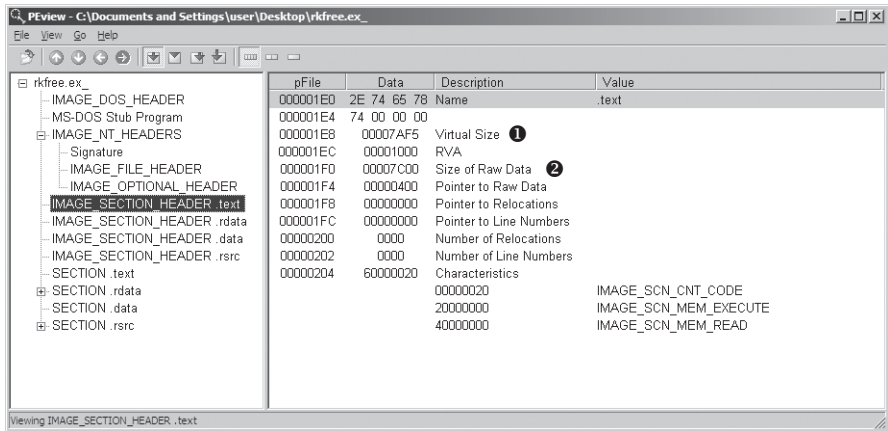 PEview - C:\Documents and Settings\user\Desktop\rkfree.ex_
File View Go Help
rkfree.ex_
IMAGE_DOS_HEADER
MS-DOS Stub Program
IMAGE_NT_HEADERS
Signature
IMAGE_FILE_HEADER
IMAGE_OPTIONAL_HEADER
IMAGE_SECTION_HEADER .text
IMAGE_SECTION_HEADER .rdata
IMAGE_SECTION_HEADER .data
IMAGE_SECTION_HEADER .rsrc
SECTION .text
SECTION .rdata
SECTION .data
SECTION .rsrc
pFile Data Description Value
000001E0 2E 74 65 78 Name .text
000001E4 74 00 00 00
000001E8 00007AF5 Virtual Size ❶
000001EC 00001000 RVA
000001F0 00007C00 Size of Raw Data ❷
000001F4 00000400 Pointer to Raw Data
000001F8 00000000 Pointer to Relocations
000001FC 00000000 Pointer to Line Numbers
00000200 0000 Number of Relocations
00000202 0000 Number of Line Numbers
00000204 60000020 Characteristics
00000020 IMAGE_SCN_CNT_CODE
20000000 IMAGE_SCN_MEM_EXECUTE
40000000 IMAGE_SCN_MEM_READ
Viewing IMAGE_SECTION_HEADER .text